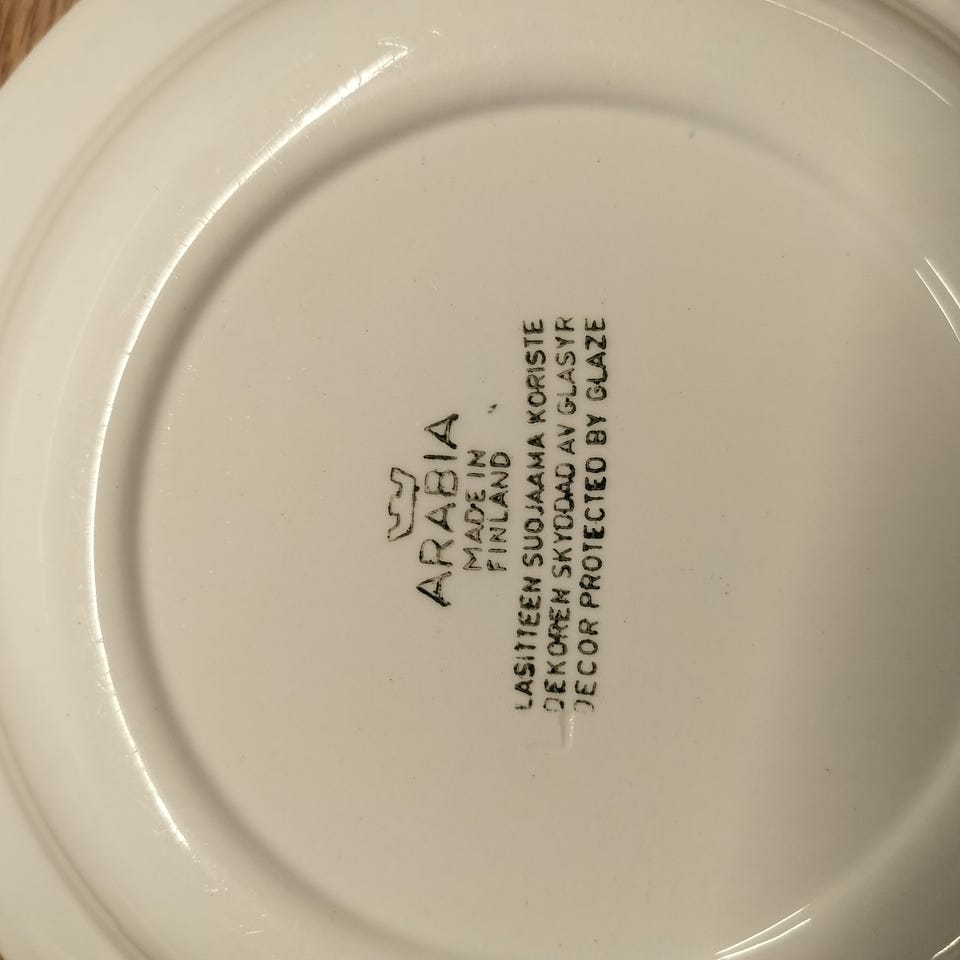 ARABIA
MADE IN
FINLAND
LASITTEEN SUOJAAMA KORISTE
DEKOREN SKYDDAD AV GLASYR
DECOR PROTECTED BY GLAZE